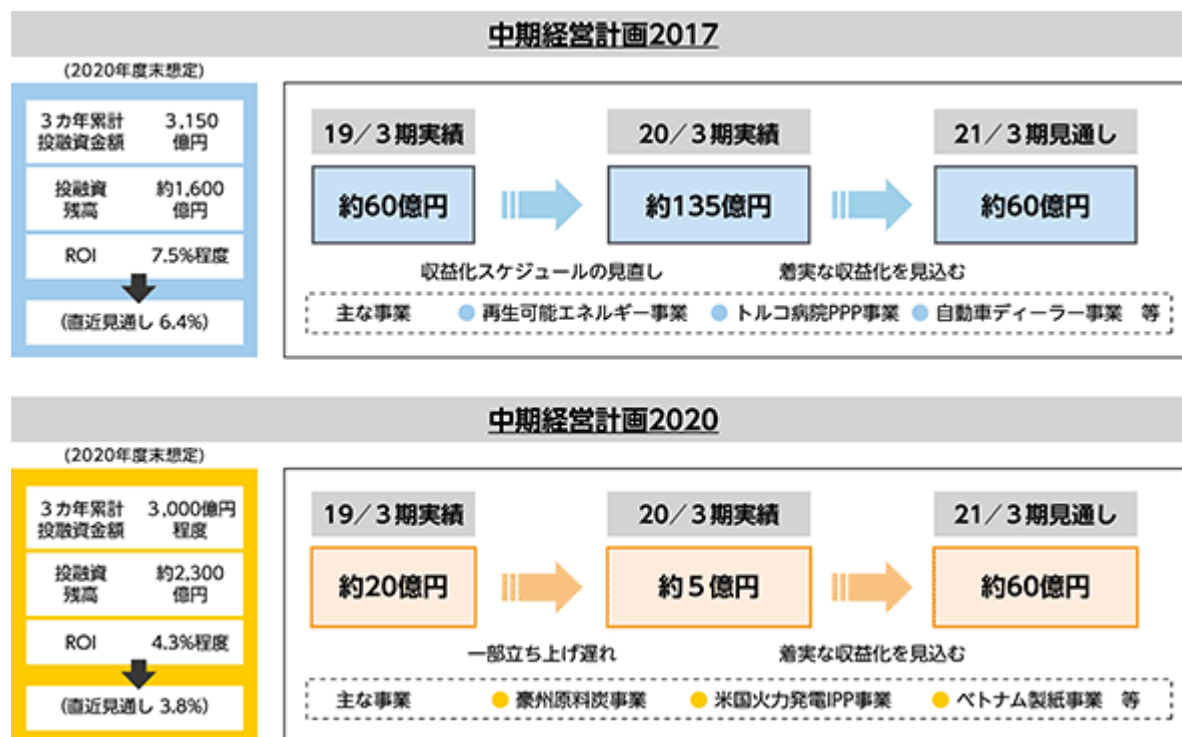 中期経営計画2017
(2020年度末想定)
3カ年累計 3,150
投融資金額 億円
投融資 約1,600
残高 億円
ROI 7.5%程度
(直近見通し 6.4%)
19/3期実績
20/3期実績
21/3期見通し
約60億円
約135億円
約60億円
収益化スケジュールの見直し
着実な収益化を見込む
主な事業 ●再生可能エネルギー事業 ●トルコ病院PPP事業 ●自動車ディーラー事業 等
中期経営計画2020
(2020年度末想定)
3カ年累計 3,000億円
投融資金額 程度
投融資 約2,300
残高 億円
ROI 4.3%程度
(直近見通し 3.8%)
19/3期実績
20/3期実績
21/3期見通し
約20億円
約5億円
約60億円
一部立ち上げ遅れ
着実な収益化を見込む
主な事業 ●豪州原料炭事業 ●米国火力発電IPP事業 ●ベトナム製紙事業 等